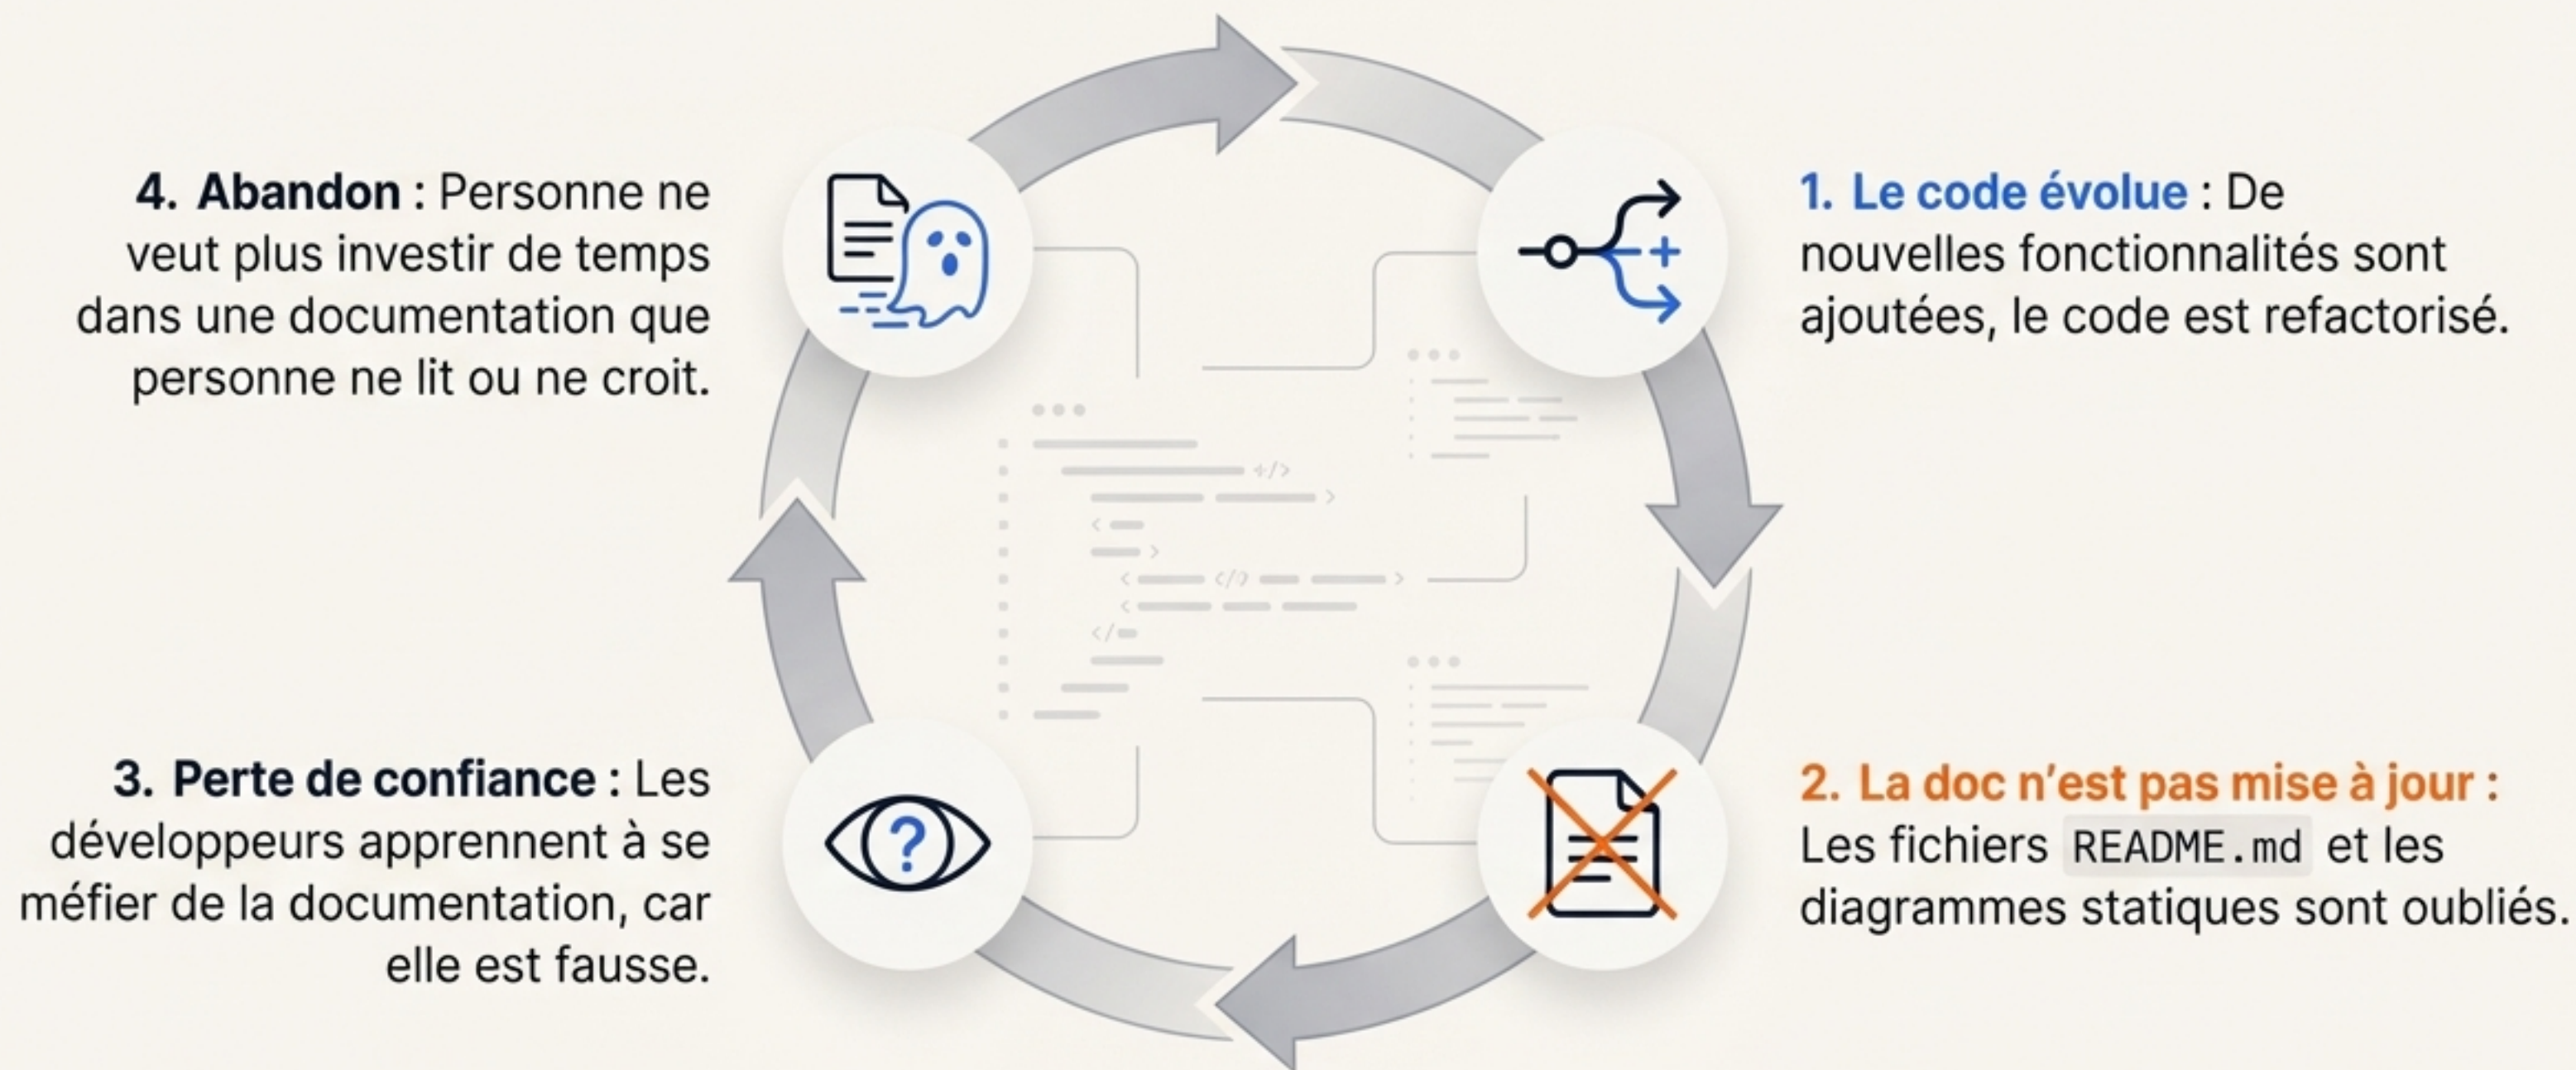 4. Abandon : Personne ne
veut plus investir de temps
dans une documentation que
personne ne lit ou ne croit.
1. Le code évolue : De
nouvelles fonctionnalités sont
ajoutées, le code est refactorisé.
3. Perte de confiance : Les
développeurs apprennent à se
méfier de la documentation, car
elle est fausse.
2. La doc n’est pas mise à jour :
Les fichiers README.md et les
diagrammes statiques sont oubliés.